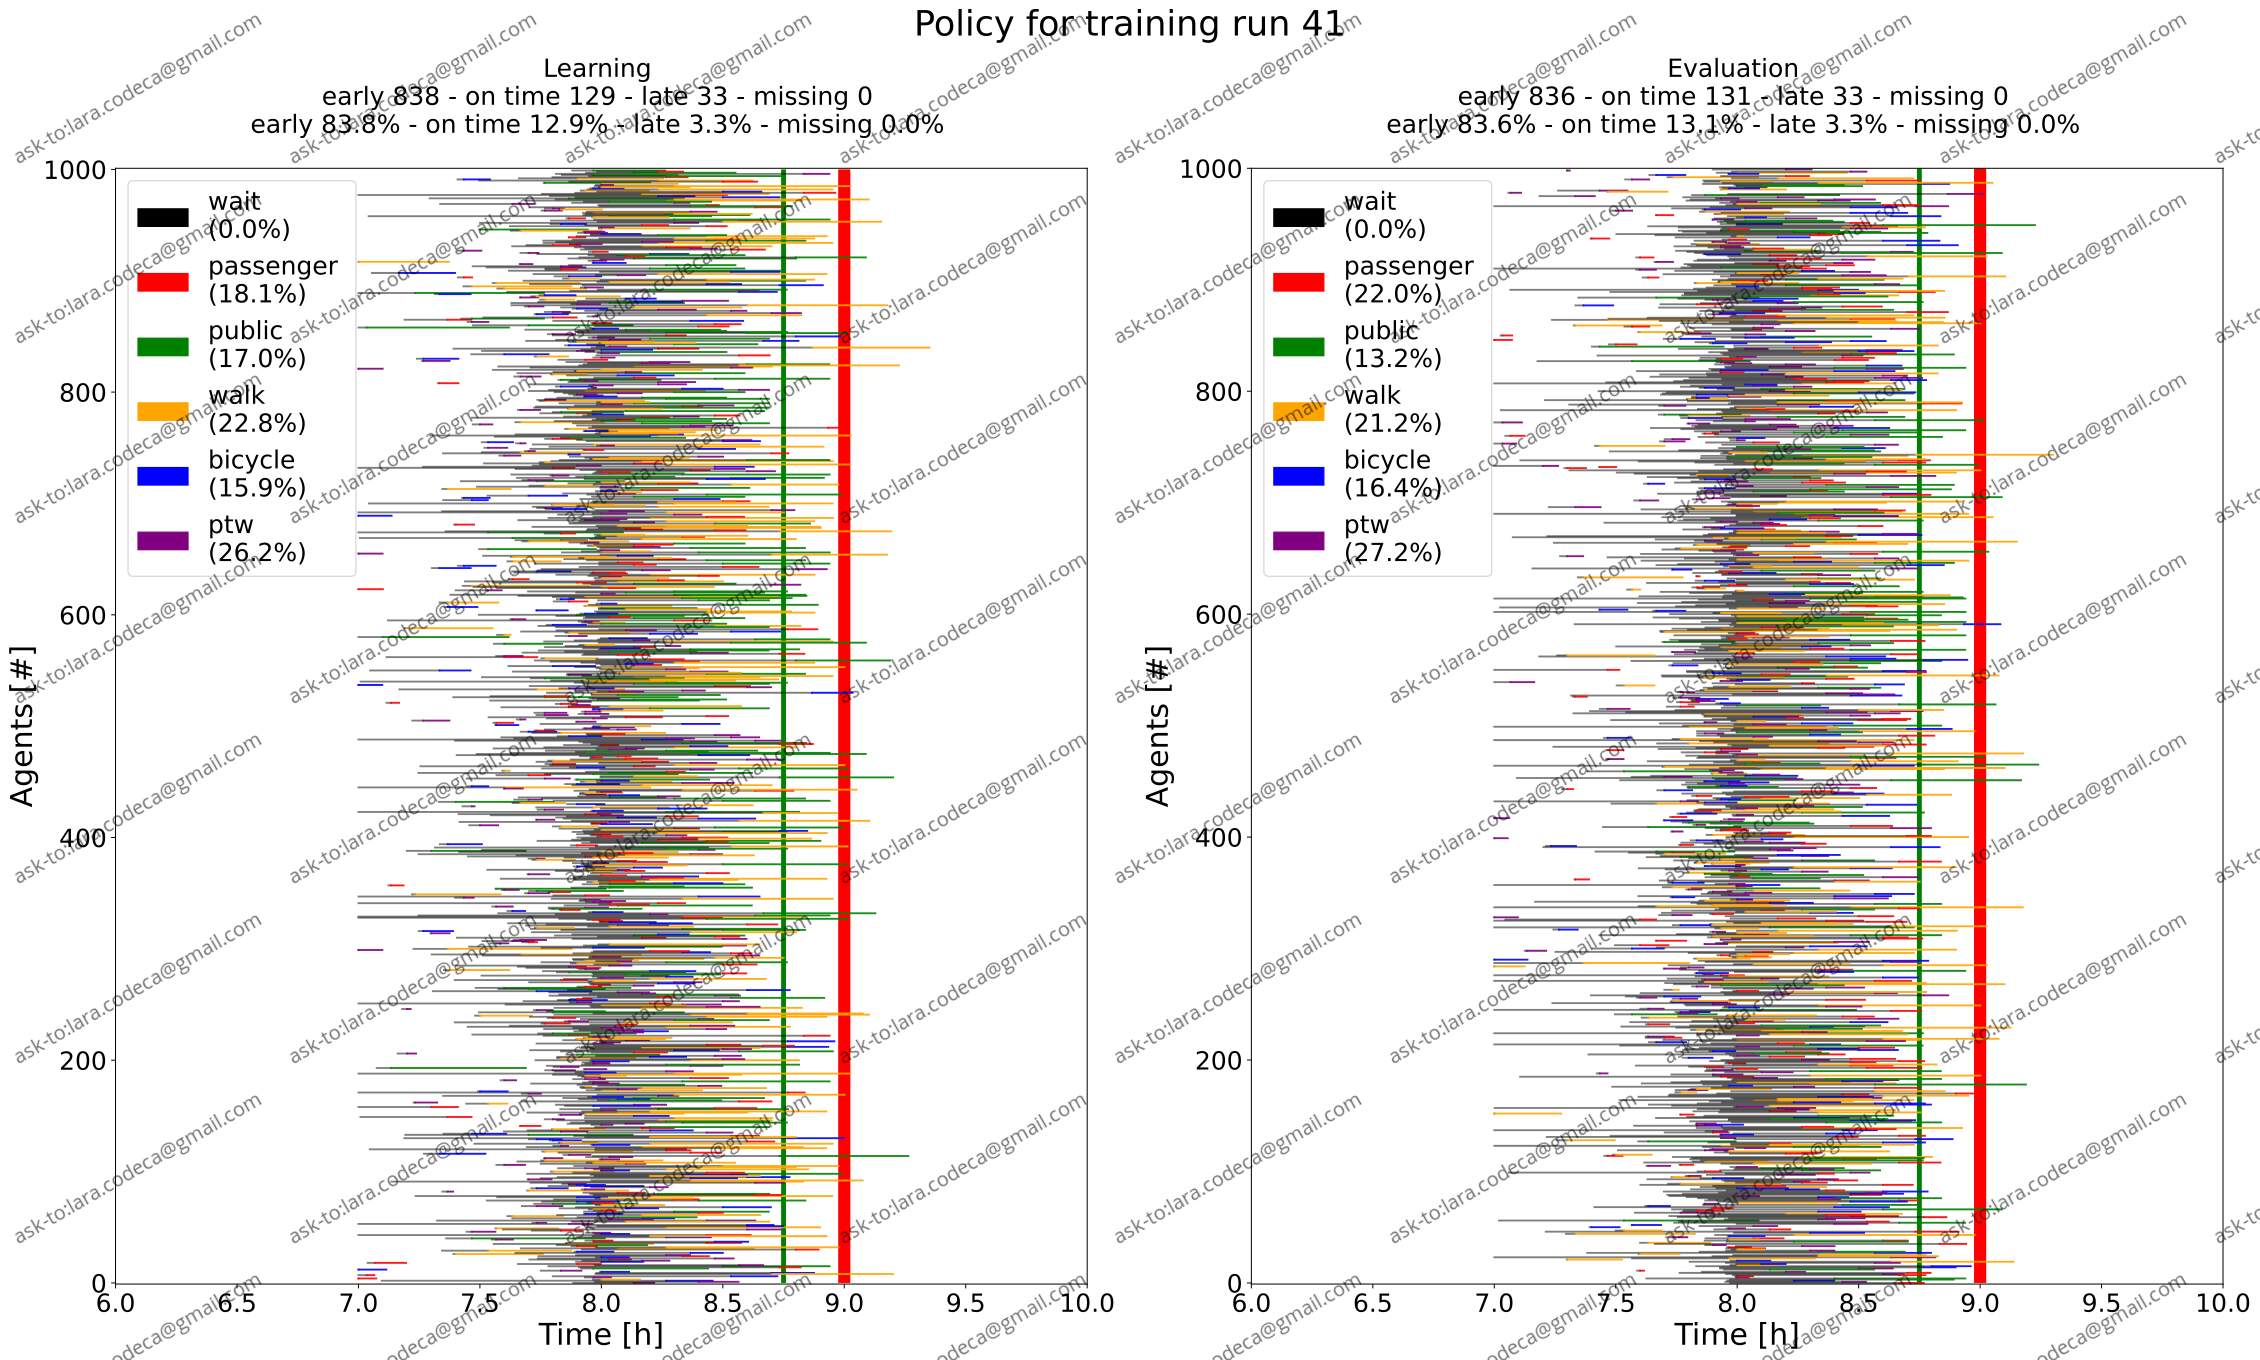 Policy for training run 41
Learning
early 838 - on time 129 - late 33 - missing 0
early 83.8% - on time 12.9% - late 3.3% - missing 0.0%
Agents [#]
1000
800
600
400
200
0
wait
(0.0%)
passenger
(18.1%)
public
(17.0%)
walk
(22.8%)
bicycle
(15.9%)
ptw
(26.2%)
6.0 6.5 7.0 7.5 8.0 8.5 9.0 9.5 10.0
Time [h]
Evaluation
early 836 - on time 131 - late 33 - missing 0
early 83.6% - on time 13.1% - late 3.3% - missing 0.0%
Agents [#]
1000
800
600
400
200
0
wait
(0.0%)
passenger
(22.0%)
public
(13.2%)
walk
(21.2%)
bicycle
(16.4%)
ptw
(27.2%)
6.0 6.5 7.0 7.5 8.0 8.5 9.0 9.5 10.0
Time [h]
ask-to:lara.codeca@gmail.com